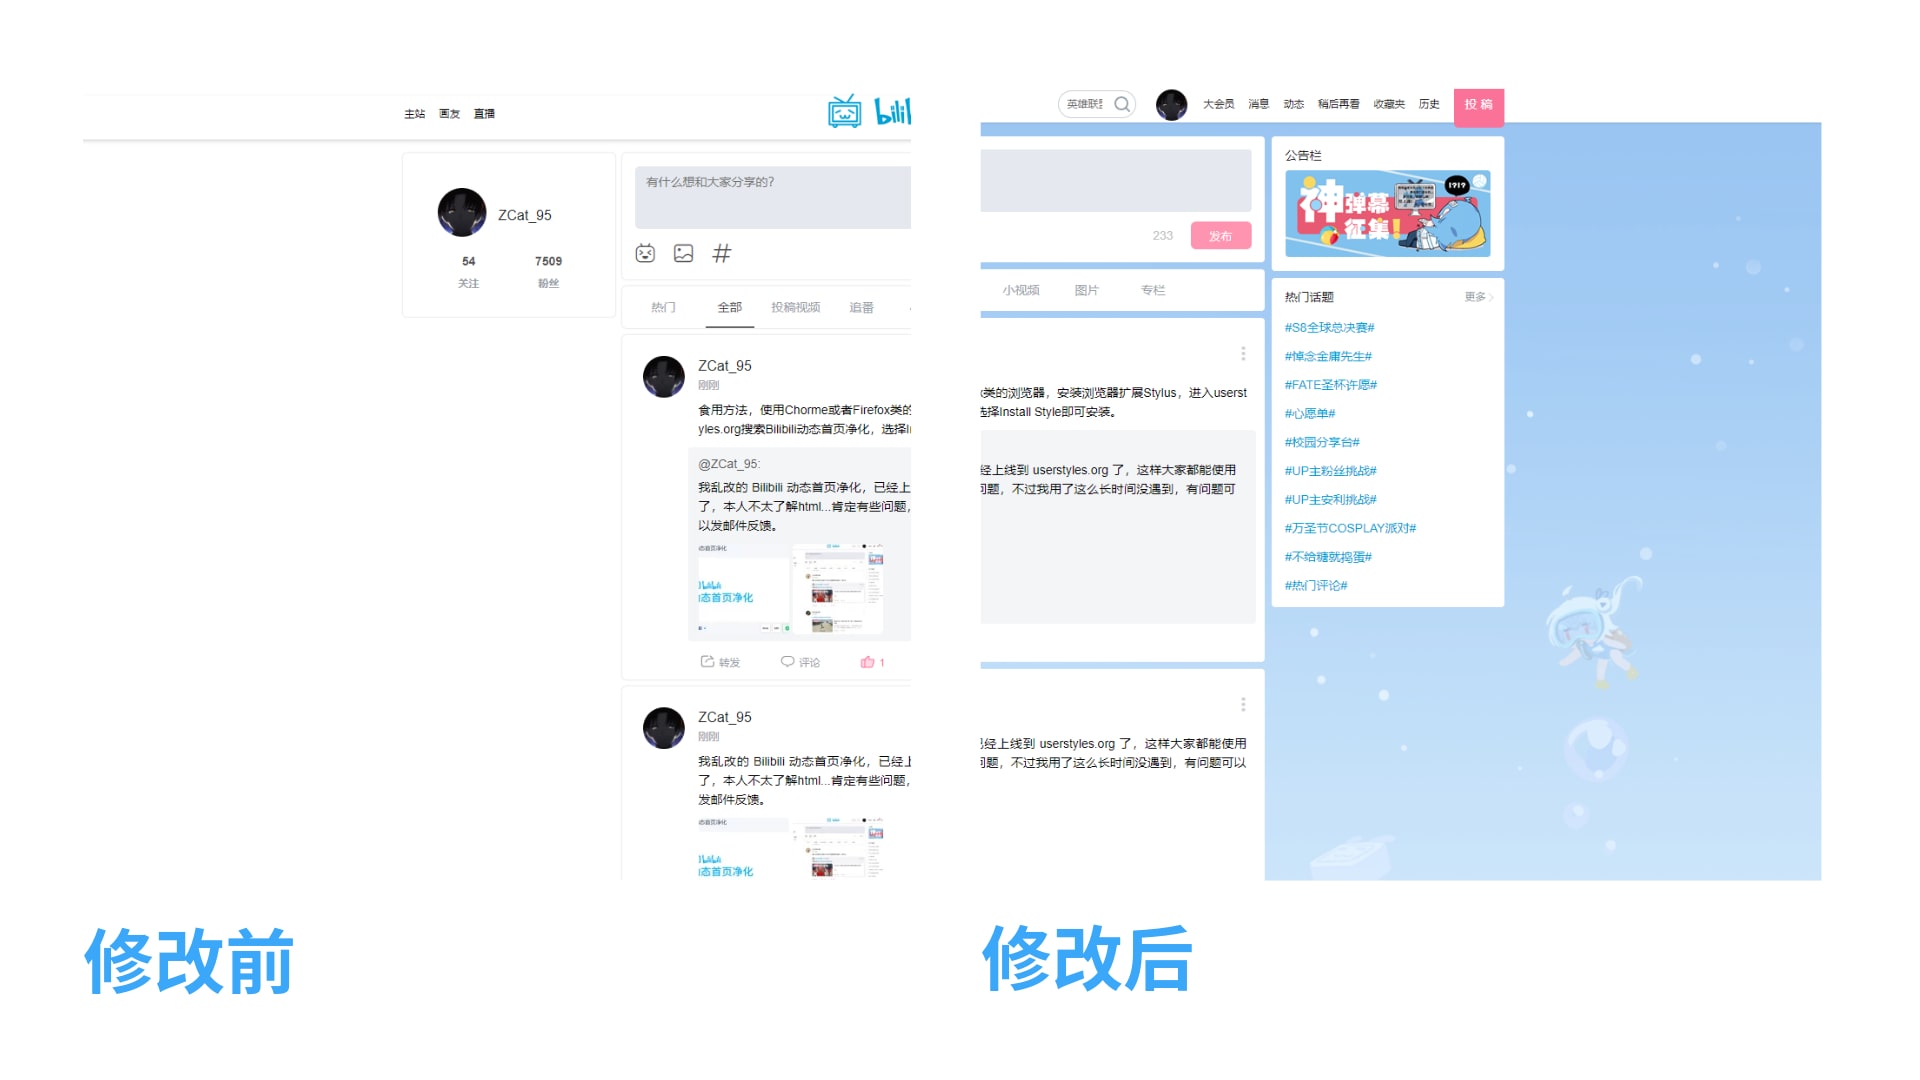 主站 画友 直播
bilil
ZCat_95
54 7509
关注 粉丝
有什么想和大家分享的?
热门 全部 投稿视频 追番
ZCat_95
刚刚
食用方法，使用Chorme或者Firefox类的
yles.org搜索Bilibili动态首页净化，选择I
@ZCat_95:
我乱改的 Bilibili 动态首页净化，已经上
了，本人不太了解html...肯定有些问题，
以发邮件反馈。
态首页净化
动态首页净化
转发 评论 1
ZCat_95
刚刚
我乱改的 Bilibili 动态首页净化，已经上
了，本人不太了解html...肯定有些问题，
发邮件反馈。
态首页净化
动态首页净化
修改前
英雄联盟
大会员 消息 动态 稍后再看 收藏夹 历史 投稿
233 发布
小视频 图片 专栏
x类的浏览器，安装浏览器扩展Stylus，进入userst
选择Install Style即可安装。
经上线到 userstyles.org 了，这样大家都能使用
问题，不过我用了这么长时间没遇到，有问题可
已经上线到 userstyles.org 了，这样大家都能使用
问题，不过我用了这么长时间没遇到，有问题可以
公告栏
神弹幕征集!
1919
热门话题 更多
#S8全球总决赛#
#悼念金庸先生#
#FATE圣杯许愿#
#心愿单#
#校园分享台#
#UP主粉丝挑战#
#UP主安利挑战#
#万圣节COSPLAY派对#
#不给糖就捣蛋#
#热门评论#
修改后